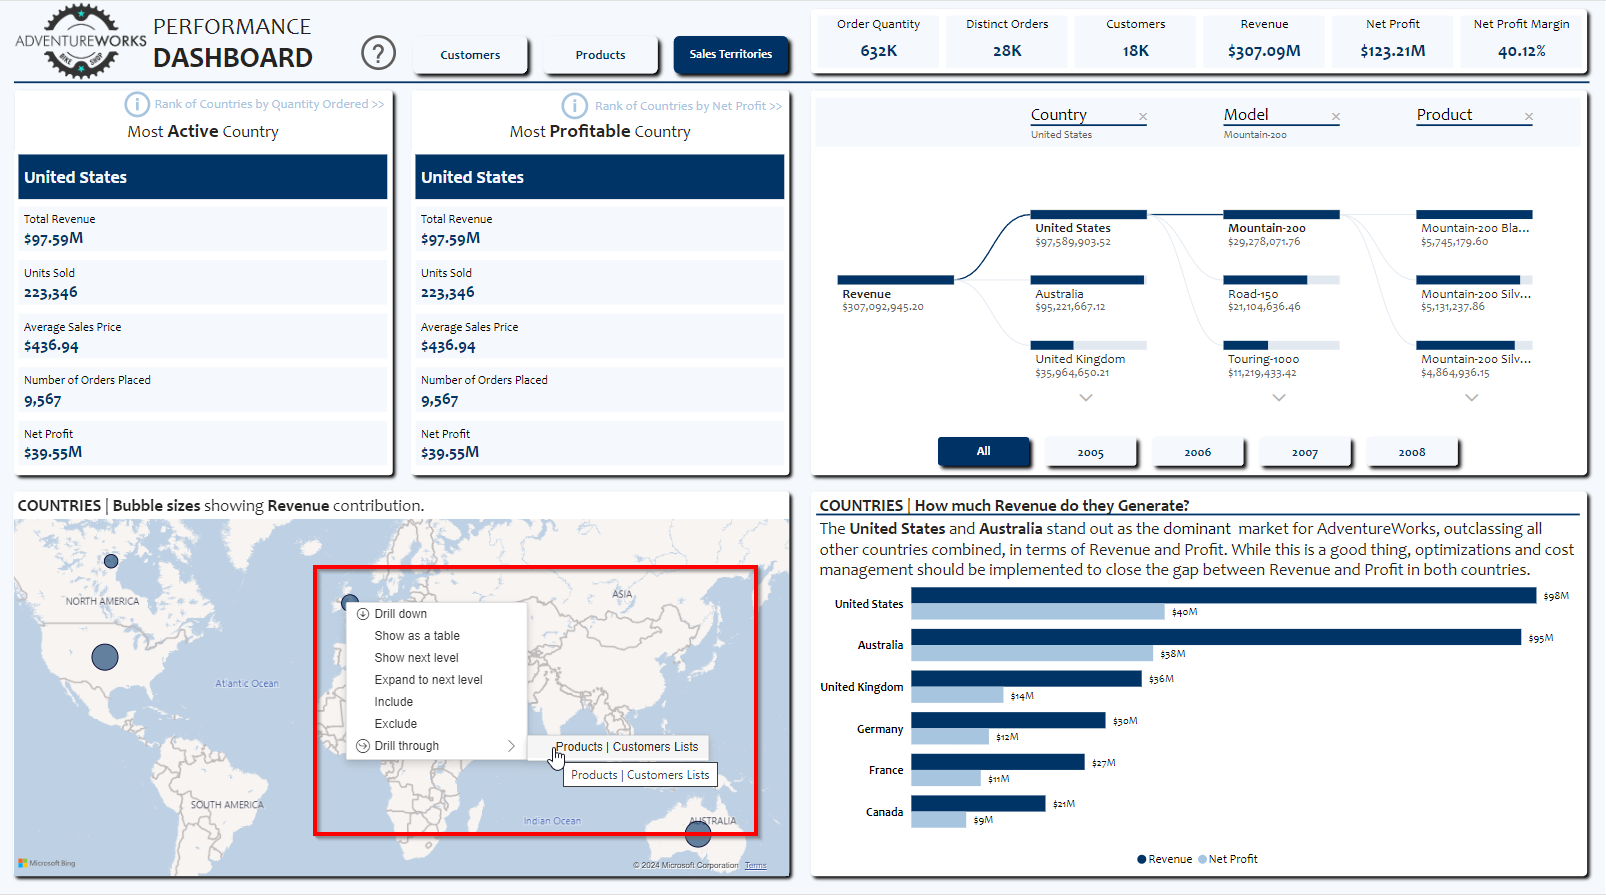 ADVENTUREWORKS
BIKE SHOP
PERFORMANCE
DASHBOARD
?
Customers
Products
Sales Territories
Order Quantity
632K
Distinct Orders
28K
Customers
18K
Revenue
$307.09M
Net Profit
$123.21M
Net Profit Margin
40.12%
Rank of Countries by Quantity Ordered >>
Most Active Country
United States
Total Revenue
$97.59M
Units Sold
223,346
Average Sales Price
$436.94
Number of Orders Placed
9,567
Net Profit
$39.55M
Rank of Countries by Net Profit >>
Most Profitable Country
United States
Total Revenue
$97.59M
Units Sold
223,346
Average Sales Price
$436.94
Number of Orders Placed
9,567
Net Profit
$39.55M
Country
United States
Model
Mountain-200
Product
Revenue
$307,092,945.20
United States
$97,589,903.52
Australia
$95,221,667.12
United Kingdom
$35,964,650.21
Mountain-200
$29,278,071.76
Road-150
$21,104,636.46
Touring-1000
$11,219,433.42
Mountain-200 Bla...
$5,745,179.60
Mountain-200 Silv...
$5,131,237.86
Mountain-200 Silv...
$4,864,936.15
All
2005
2006
2007
2008
COUNTRIES | Bubble sizes showing Revenue contribution.
NORTH AMERICA
ASIA
Atlantic Ocean
SOUTH AMERICA
Indian Ocean
AUSTRALIA
Drill down
Show as a table
Show next level
Expand to next level
Include
Exclude
Drill through
Products | Customers Lists
Products | Customers Lists
Microsoft Bing
© 2024 Microsoft Corporation Terms
COUNTRIES | How much Revenue do they Generate?
The United States and Australia stand out as the dominant market for AdventureWorks, outclassing all
other countries combined, in terms of Revenue and Profit. While this is a good thing, optimizations and cost
management should be implemented to close the gap between Revenue and Profit in both countries.
United States
$98M
$40M
Australia
$95M
$38M
United Kingdom
$36M
$14M
Germany
$30M
$12M
France
$27M
$11M
Canada
$21M
$9M
Revenue
Net Profit